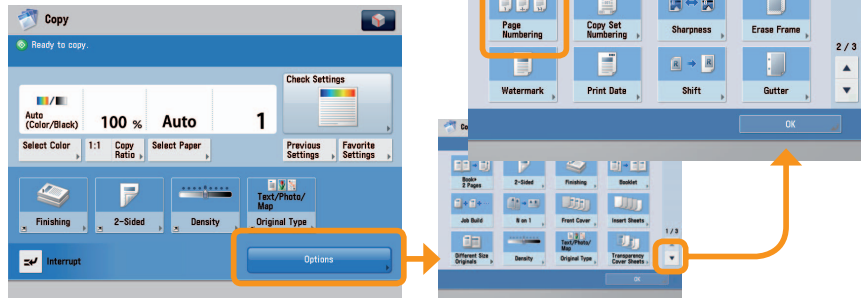 Copy
Ready to copy.
Check Settings
Auto
(Color/Black)
100 %
Auto
1
Select Color
1:1
Copy
Ratio
Select Paper
Previous
Settings
Favorite
Settings
Finishing
2-Sided
Density
Text/Photo/
Map
Original Type
Interrupt
Options
Co
Book▸
2 Pages
2-Sided
Finishing
Booklet
Job Build
N on 1
Front Cover
Insert Sheets
1/3
Different Size
Originals
Density
Text/Photo/
Map
Original Type
Transparency
Cover Sheets
OK
Page
Numbering
Copy Set
Numbering
Sharpness
Erase Frame
2/3
Watermark
Print Date
Shift
Gutter
OK